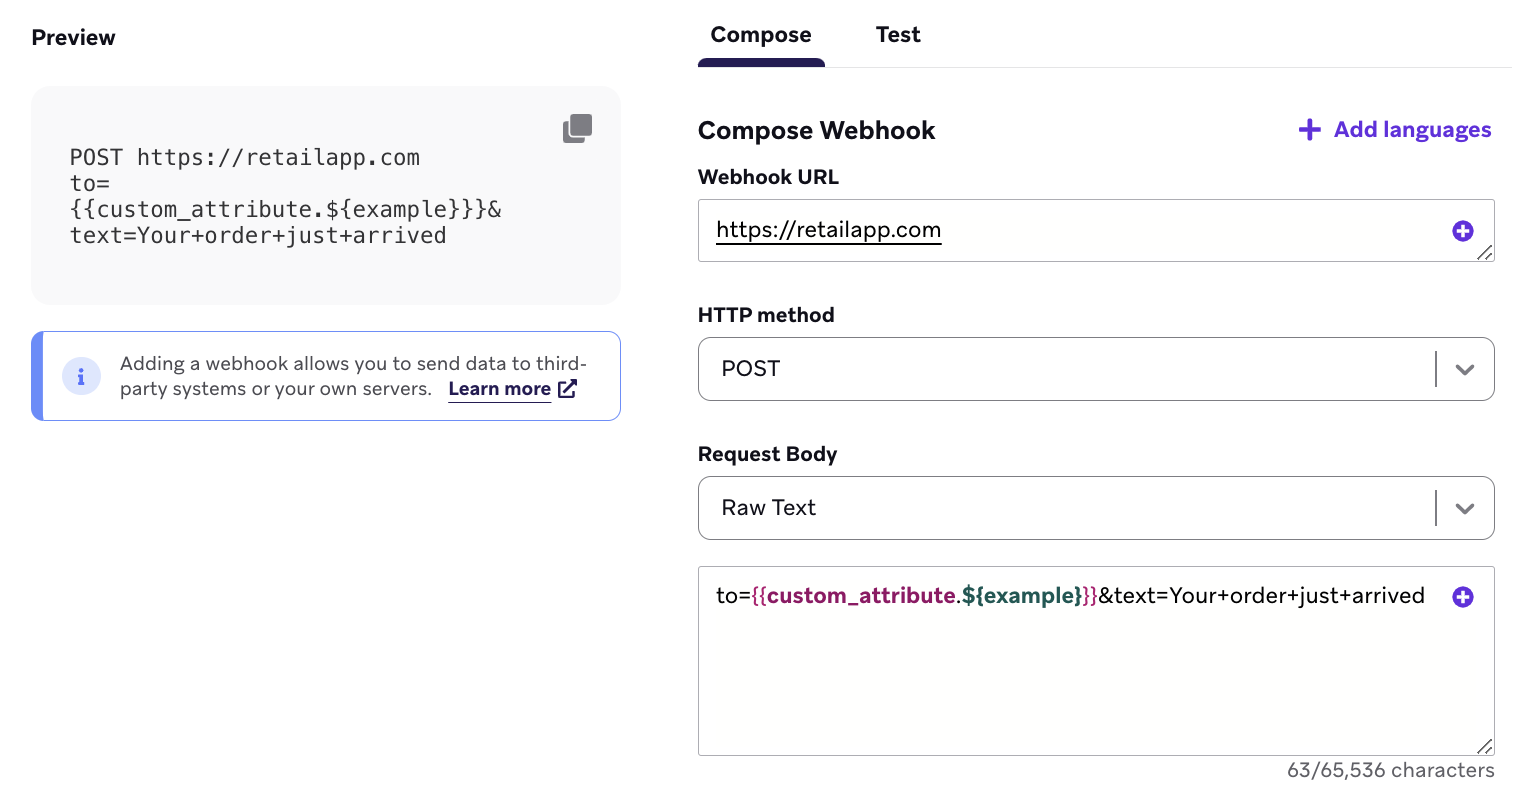 Preview
POST https://retailapp.com
to=
{{custom_attribute.${example}}}&
text=Your+order+just+arrived
Adding a webhook allows you to send data to third-
party systems or your own servers. Learn more
Compose Test
Compose Webhook
Add languages
Webhook URL
https://retailapp.com
HTTP method
POST
Request Body
Raw Text
to={{custom_attribute.${example}}}&text=Your+order+just+arrived
63/65,536 characters